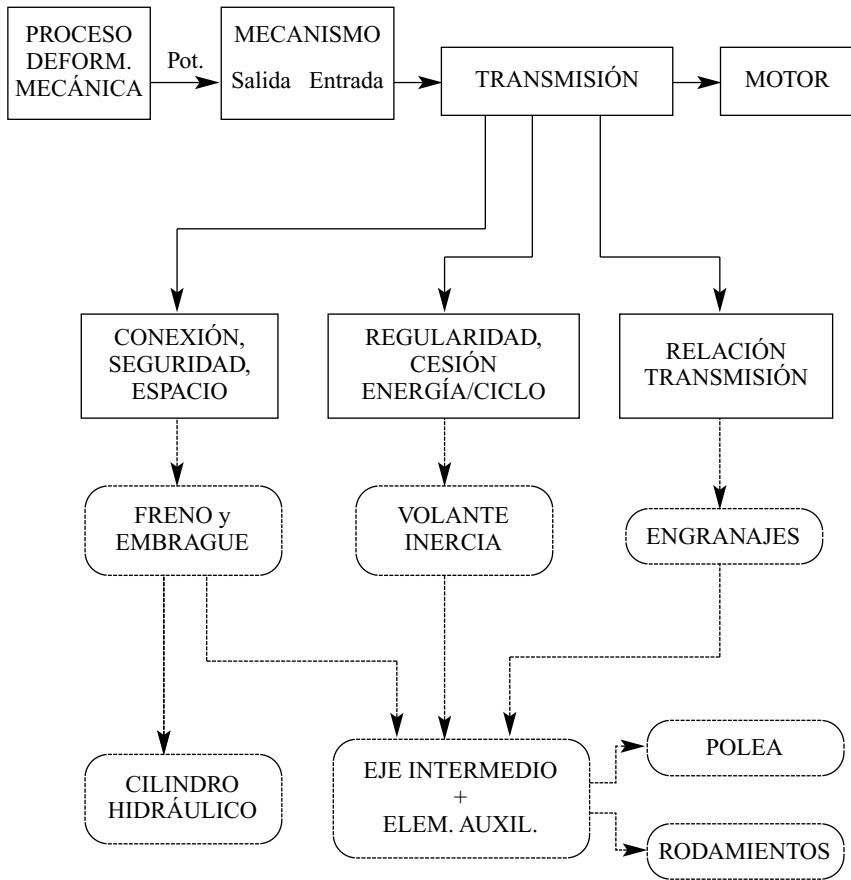 PROCESO
DEFORM.
MECÁNICA
Pot.
MECANISMO
Salida Entrada
TRANSMISIÓN
MOTOR
CONEXIÓN,
SEGURIDAD,
ESPACIO
REGULARIDAD,
CESIÓN
ENERGÍA/CICLO
RELACIÓN
TRANSMISIÓN
FRENO y
EMBRAGUE
VOLANTE
INERCIA
ENGRANAJES
CILINDRO
HIDRÁULICO
EJE INTERMEDIO
+
ELEM. AUXIL.
POLEA
RODAMIENTOS